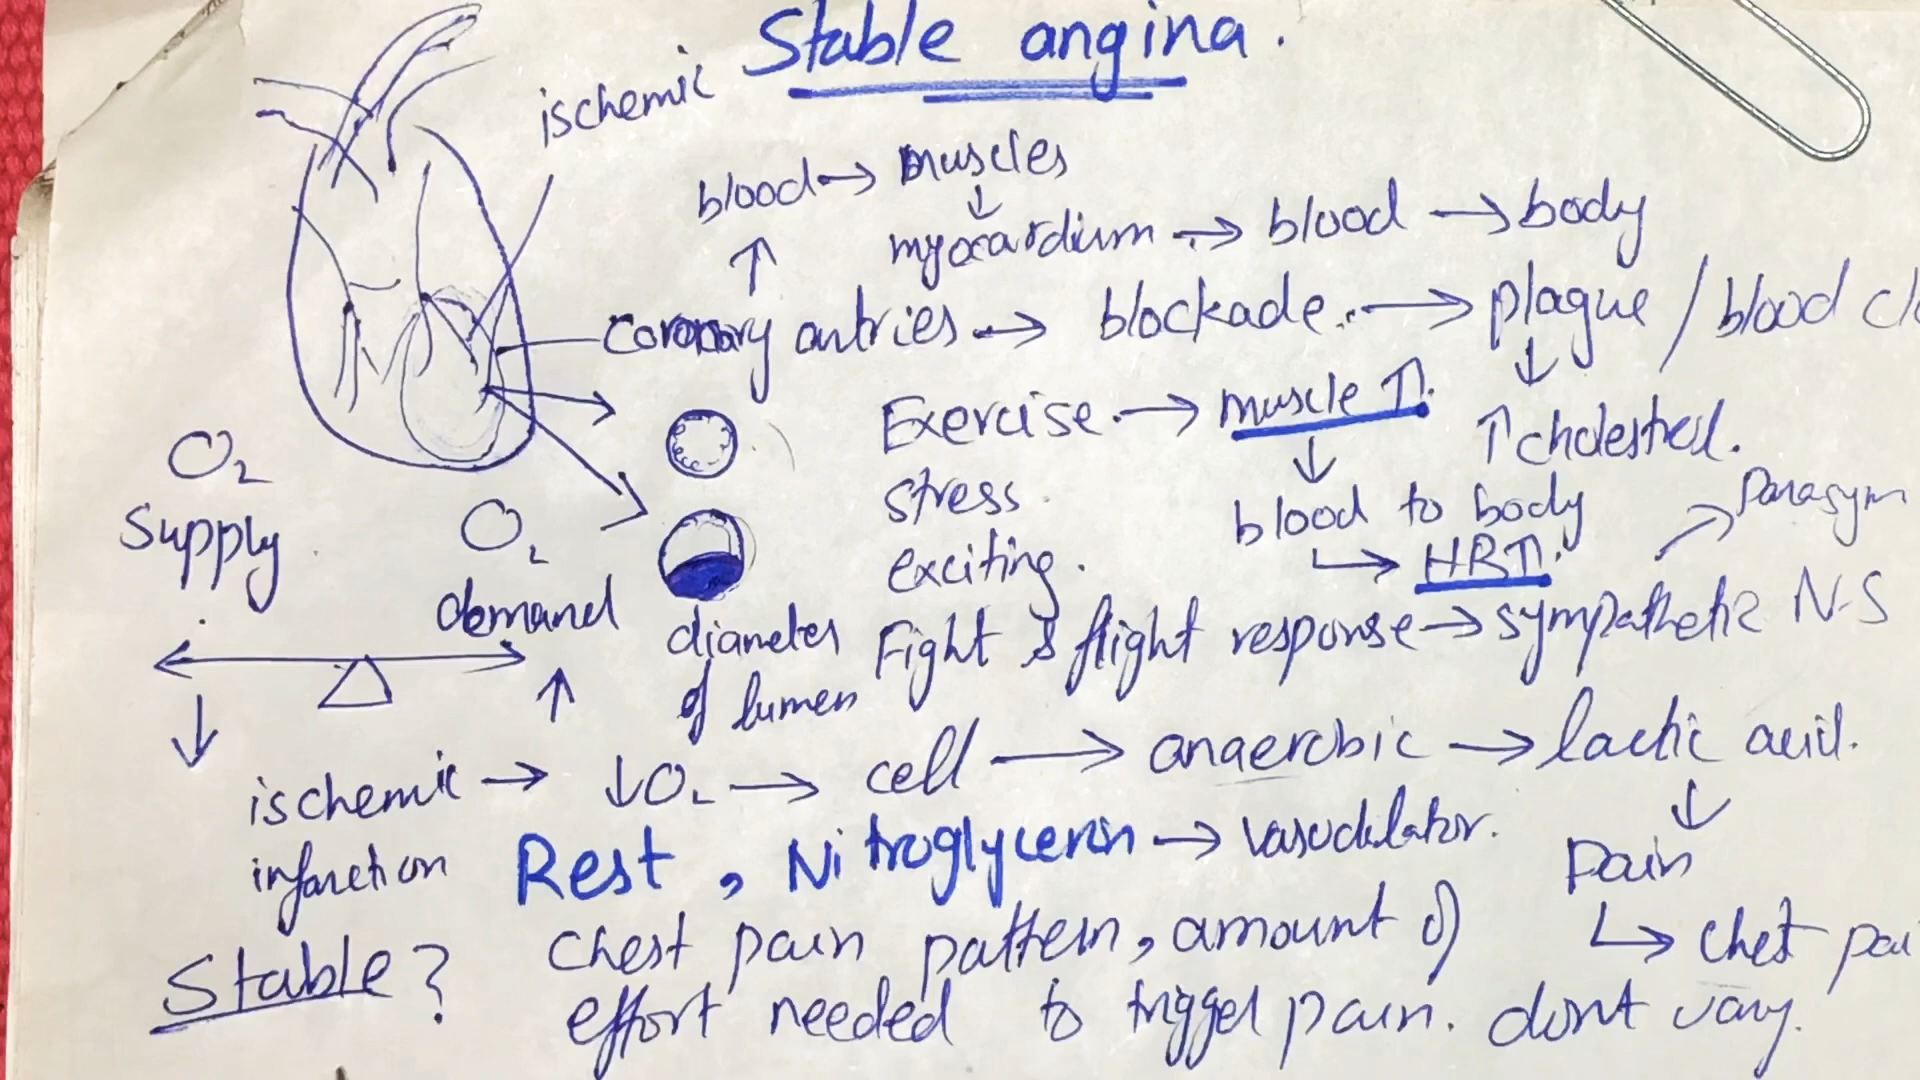 Stable angina.
ischemic
blood → muscles
↓
myocardium → blood → body
↑
coronary artries → blockade → plague / blood cl
↓
↑ cholestrol.
Exercise → muscle ↑.
stress
exciting.
↓
blood to body
↳ HR↑.
Parasym
Fight & flight response → sympathetic N.S
O2
Supply
O2
demand
↓
↑
diameter
of lumen
ischemic → ↓O2 → cell → anaerobic → lactic acid.
infarction
↓
Pain
↳ chest pai
Rest, Nitroglycerin → vasodilator.
Stable?
chest pain pattern, amount of
effort needed to trigger pain. dont vary.